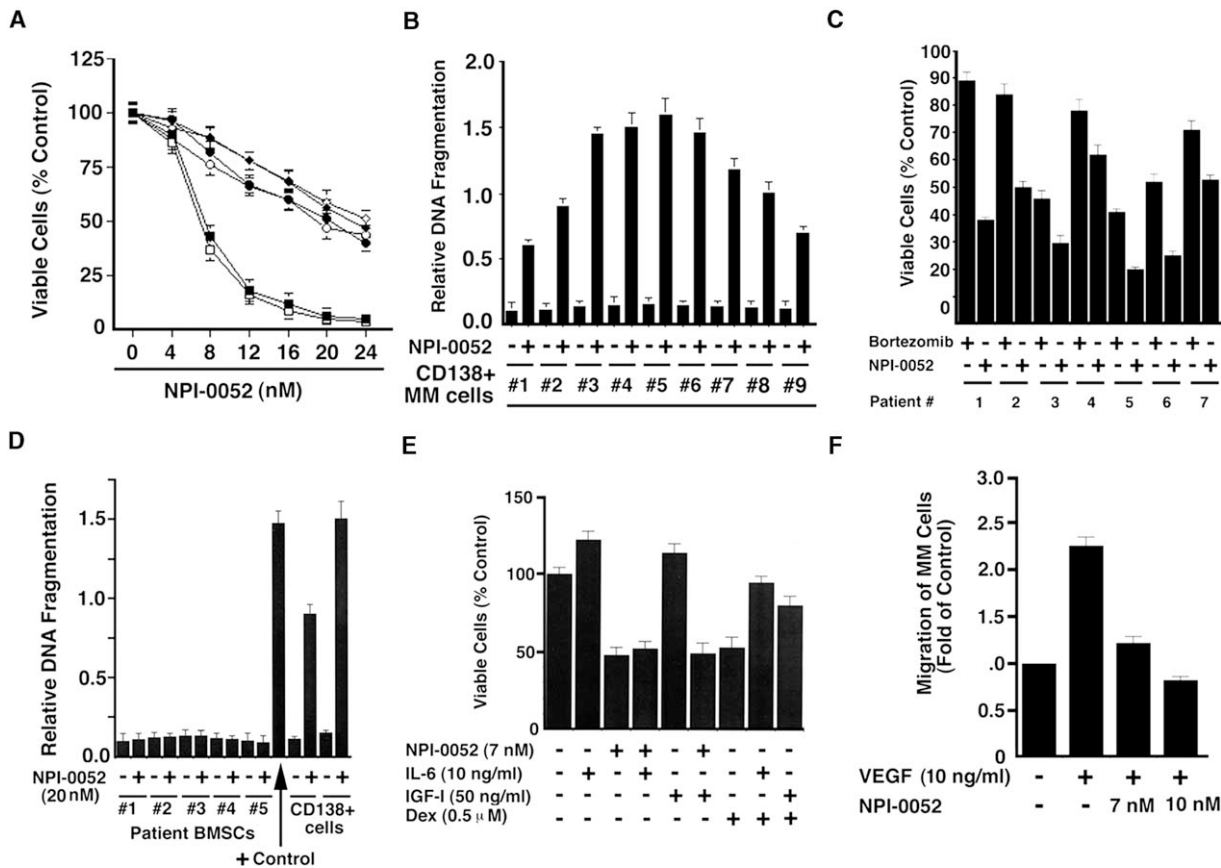 A
Viable Cells (% Control)
125
100
75
50
25
0
0 4 8 12 16 20 24
NPI-0052 (nM)
B
Relative DNA Fragmentation
2.0
1.5
1.0
0.5
0.0
NPI-0052 - + - + - + - + - + - + - + - + - +
CD138+
MM cells
#1 #2 #3 #4 #5 #6 #7 #8 #9
C
Viable Cells (% Control)
100
90
80
70
60
50
40
30
20
0
Bortezomib + - + - + - + - + - + - + -
NPI-0052 - + - + - + - + - + - + - +
Patient # 1 2 3 4 5 6 7
D
Relative DNA Fragmentation
1.5
1.0
1.5
0.0
NPI-0052 - + - + - + - + - + - + - +
(20nM)
#1 #2 #3 #4 #5 CD138+
Patient BMSCs cells
+ Control
E
Viable Cells (% Control)
150
100
50
0
NPI-0052 (7 nM) - - + + - + - - -
IL-6 (10 ng/ml) - + - + - - - + -
IGF-I (50 ng/ml) - - - - + + - - +
Dex (0.5 μM) - - - - - - + + +
F
Migration of MM Cells
(Fold of Control)
3.0
2.5
2.0
.0
0.5
0
VEGF (10 ng/ml) - + + +
NPI-0052 - - 7 nM 10 nM